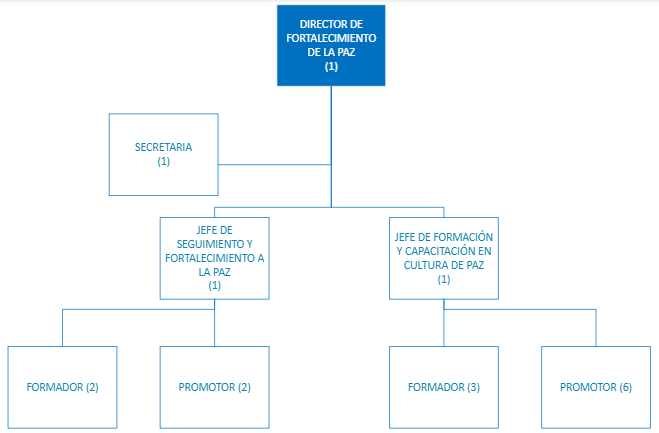 DIRECTOR DE
FORTALECIMIENTO
DE LA PAZ
(1)
SECRETARIA
(1)
JEFE DE
SEGUIMIENTO Y
FORTALECIMIENTO A
LA PAZ
(1)
JEFE DE FORMACIÓN
Y CAPACITACIÓN EN
CULTURA DE PAZ
(1)
FORMADOR (2)
PROMOTOR (2)
FORMADOR (3)
PROMOTOR (6)